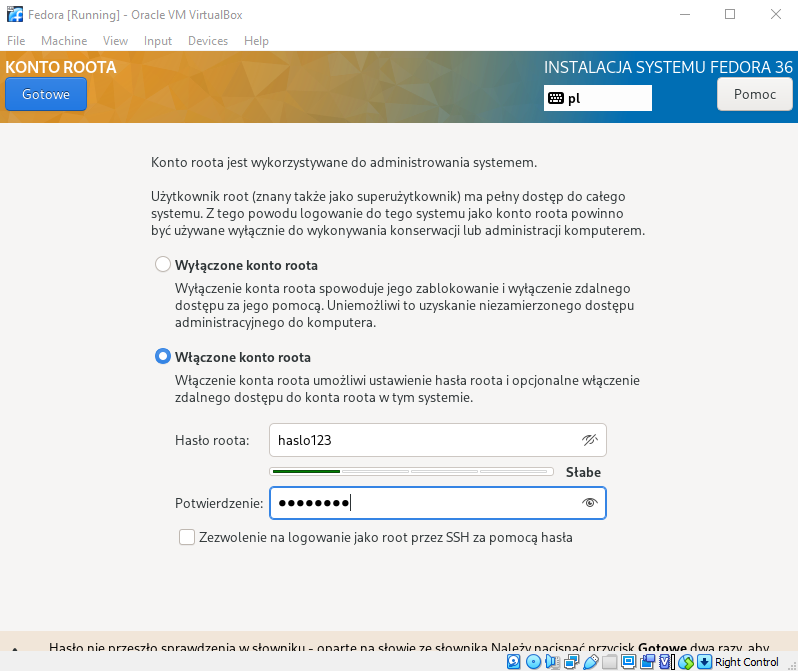 Fedora [Running] - Oracle VM VirtualBox
File Machine View Input Devices Help
KONTO ROOTA
INSTALACJA SYSTEMU FEDORA 36
Gotowe
pl
Pomoc
Konto roota jest wykorzystywane do administrowania systemem.
Użytkownik root (znany także jako superużytkownik) ma pełny dostęp do całego
systemu. Z tego powodu logowanie do tego systemu jako konto roota powinno
być używane wyłącznie do wykonywania konserwacji lub administracji komputerem.
Wyłączone konto roota
Wyłączenie konta roota spowoduje jego zablokowanie i wyłączenie zdalnego
dostępu za jego pomocą. Uniemożliwi to uzyskanie niezamierzonego dostępu
administracyjnego do komputera.
Włączone konto roota
Włączenie konta roota umożliwi ustawienie hasła roota i opcjonalne włączenie
zdalnego dostępu do konta roota w tym systemie.
Hasło roota: haslo123
Słabe
Potwierdzenie: ●●●●●●●●
Zezwolenie na logowanie jako root przez SSH za pomocą hasła
Hasło nie przeszło sprawdzenia w słowniku - oparte na słowie ze słownika Należy nacisnąć przycisk Gotowe dwa razy, aby
Right Control